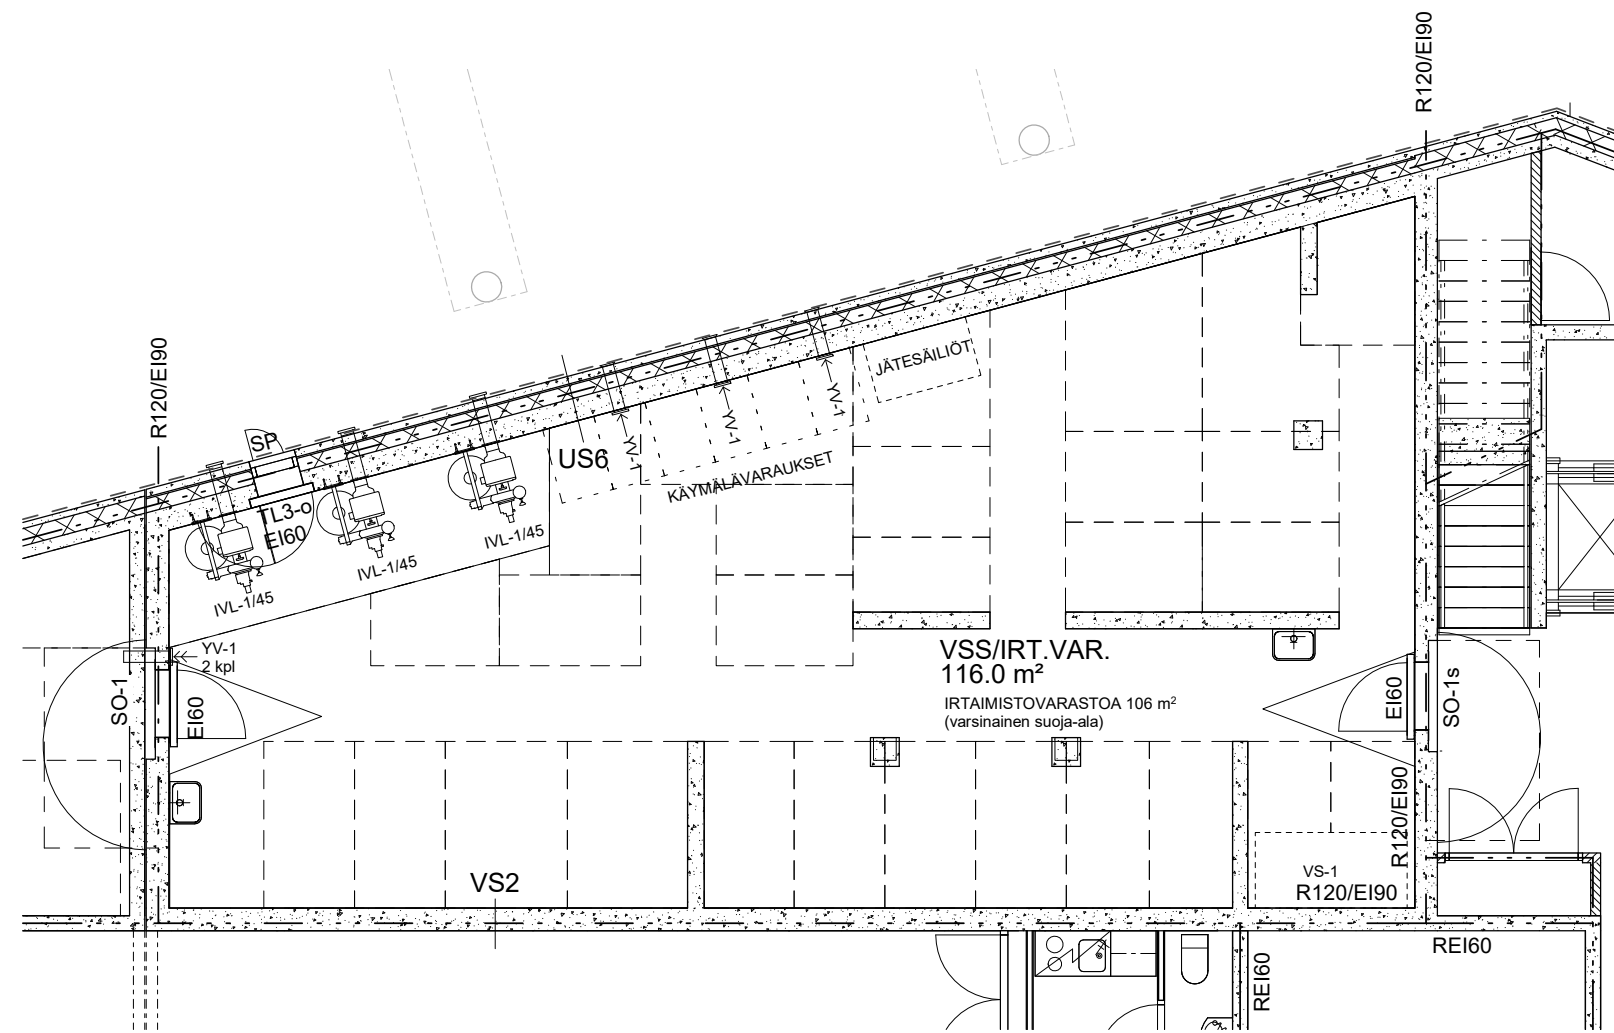 R120/EI90
R120/EI90
JÄTESÄILIÖT
YV-1
YV-1
YV-1
SP
US6
KÄYMÄLÄVARAUKSET
TL3-o
EI60
IVL-1/45
IVL-1/45
IVL-1/45
YV-1
2 kpl
VSS/IRT.VAR.
116.0 m²
IRTAIMISTOVARASTOA 106 m²
(varsinainen suoja-ala)
SO-1
EI60
EI60
SO-1s
R120/EI90
VS2
VS-1
R120/EI90
REI60
REI60